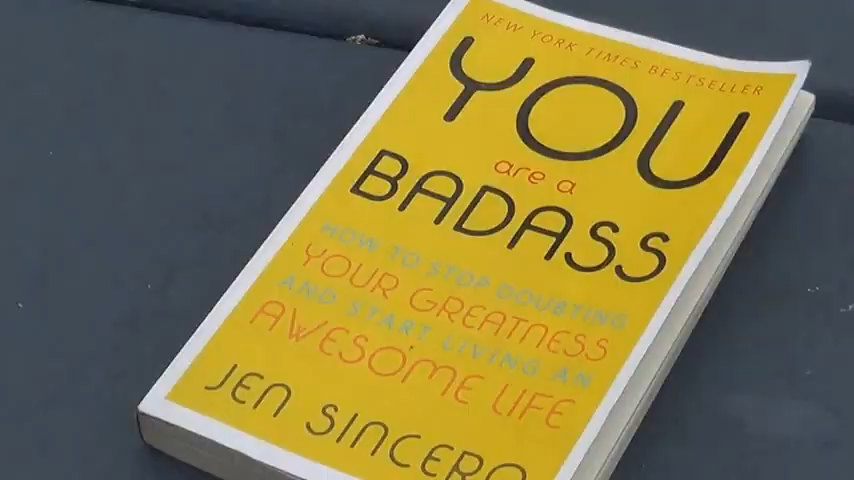 NEW YORK TIMES BESTSELLER
YOU
are a
BADASS
HOW TO STOP DOUBTING
YOUR GREATNESS
AND START LIVING AN
AWESOME LIFE
JEN SINCERO